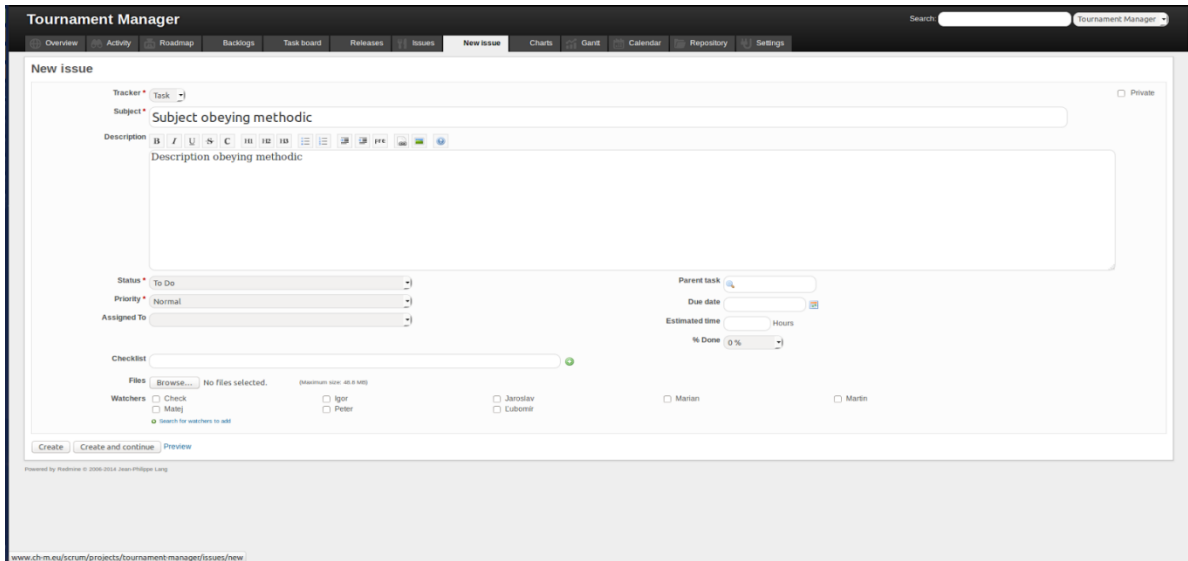 Tournament Manager Search: Tournament Manager
Overview Activity Roadmap Backlogs Task board Releases Issues New issue Charts Gantt Calendar Repository Settings
New issue
Tracker * Task Private
Subject * Subject obeying methodic
Description B I U S C H1 H2 H3 pre
Description obeying methodic
Status * To Do Parent task
Priority * Normal Due date
Assigned To Estimated time Hours
% Done 0 %
Checklist
Files Browse... No files selected. (Maximum size: 48.8 MB)
Watchers Check Igor Jaroslav Marian Martin
Matej Peter Ľubomír
Search for watchers to add
Create Create and continue Preview
Powered by Redmine © 2006-2014 Jean-Philippe Lang
www.ch-m.eu/scrum/projects/tournament-manager/issues/new